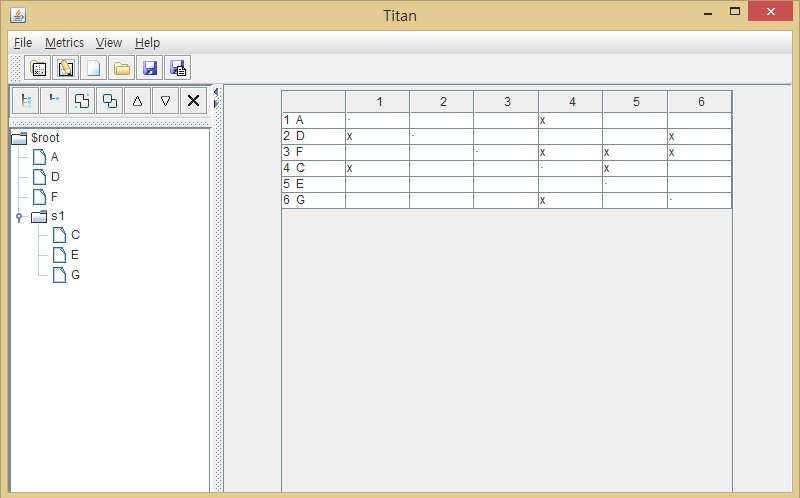 Titan
File Metrics View Help
$root
A
D
F
s1
C
E
G
1 2 3 4 5 6
1 A · x
2 D x ·  x
3 F · x x x
4 C x · x
5 E ·
6 G x ·